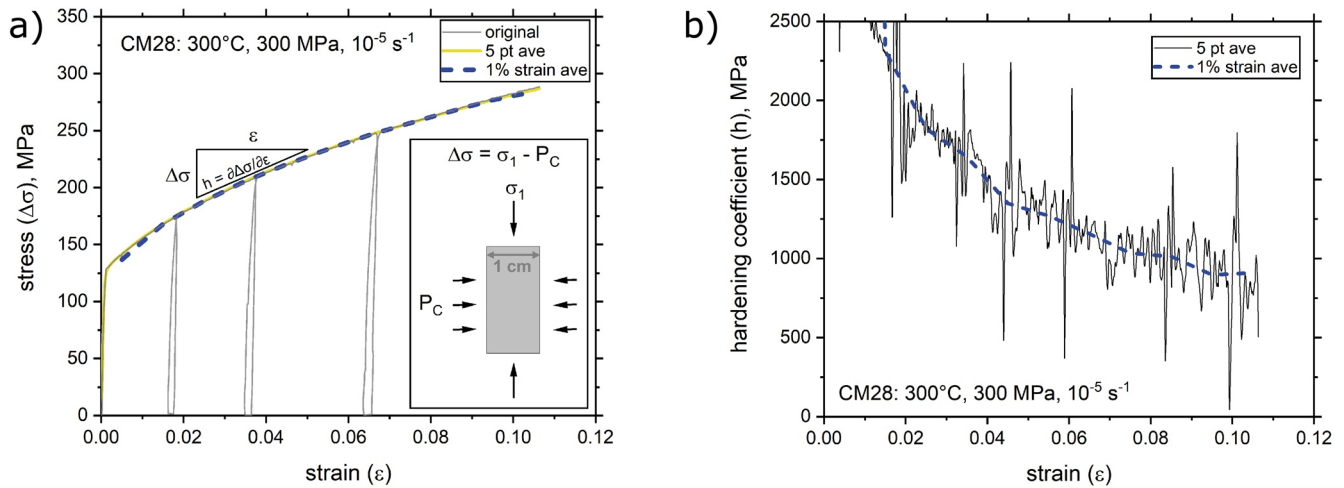 a)
CM28: 300°C, 300 MPa, 10⁻⁵ s⁻¹
original
5 pt ave
1% strain ave
350
300
250
200
150
100
50
0
stress (Δσ), MPa
ε
Δσ
h = ∂Δσ/∂ε
Δσ = σ₁ - P_C
σ₁
1 cm
P_C
0.00 0.02 0.04 0.06 0.08 0.10 0.12
strain (ε)
b)
5 pt ave
1% strain ave
2500
2000
1500
1000
500
0
hardening coefficient (h), MPa
CM28: 300°C, 300 MPa, 10⁻⁵ s⁻¹
0.00 0.02 0.04 0.06 0.08 0.10 0.12
strain (ε)